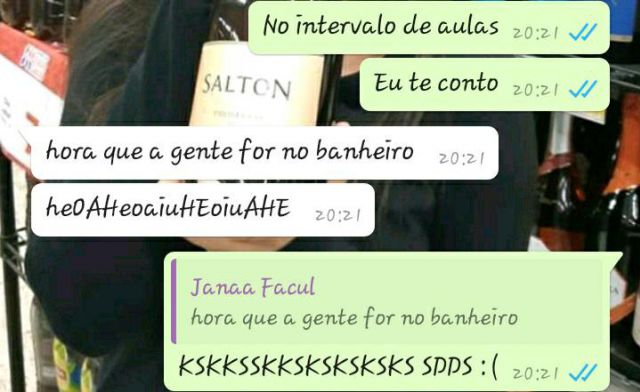 No intervalo de aulas 20:21
SALTON
Eu te conto 20:21
hora que a gente for no banheiro 20:21
heOAHeoaiuHEoiuAHE 20:21
Janaa Facul
hora que a gente for no banheiro
KSKKSSKKSKSKSKSKS SDDS :( 20:21